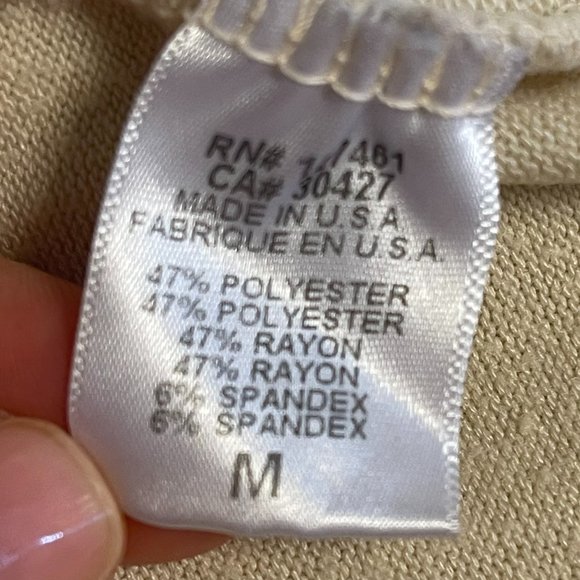 RN#
CA# 30427
MADE IN U.S.A.
FABRIQUE EN U.S.A.
47% POLYESTER
47% POLYESTER
47% RAYON
47% RAYON
6% SPANDEX
6% SPANDEX
M